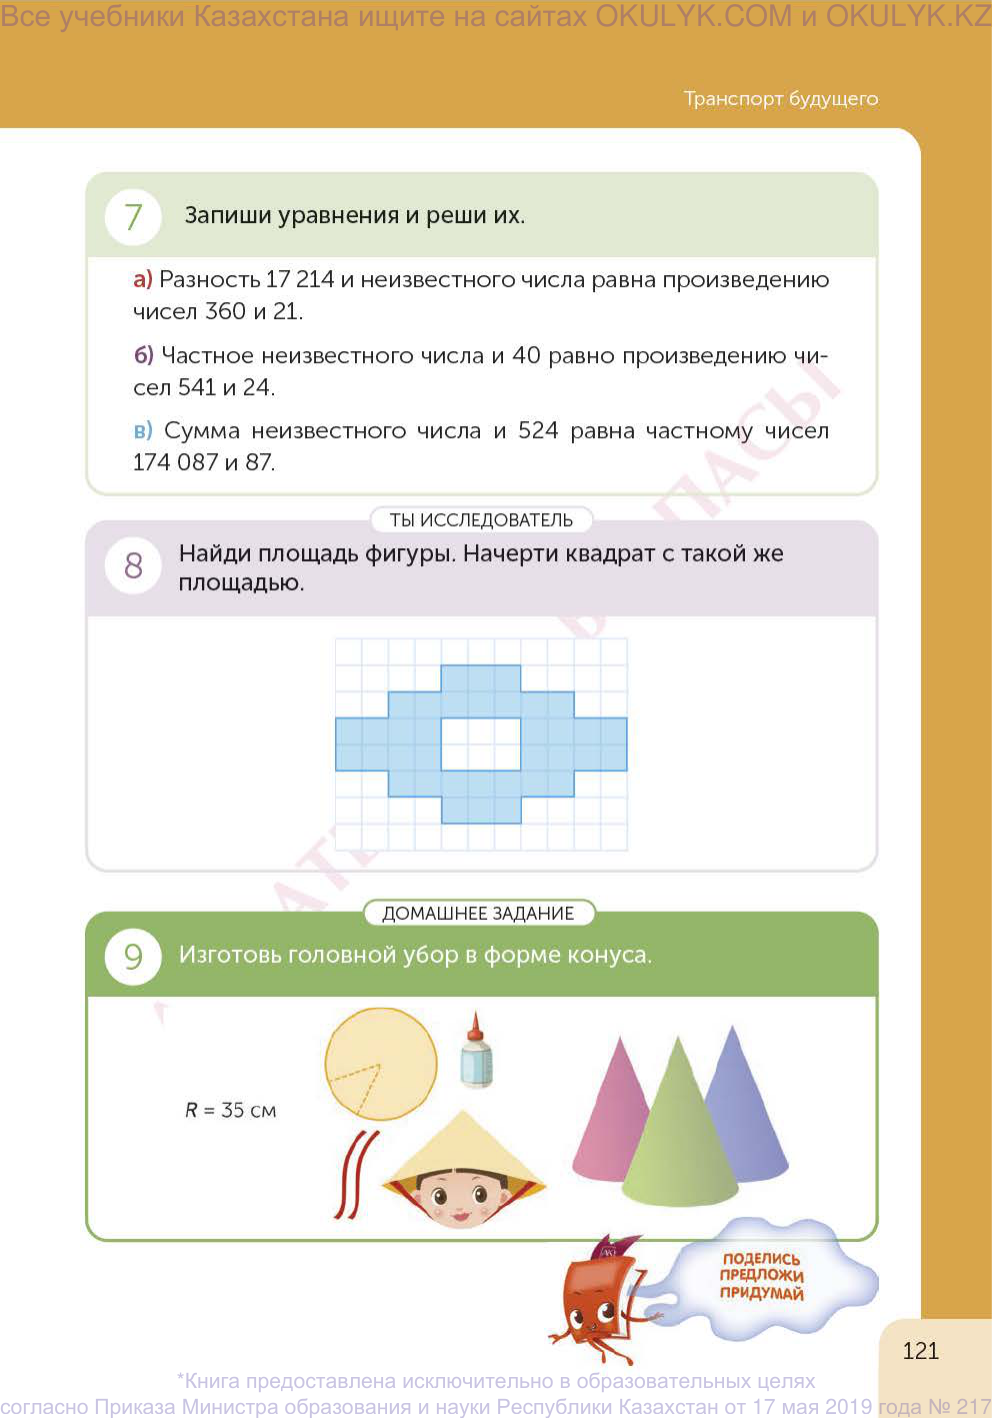 Все учебники Казахстана ищите на сайтах OKULYK.COM и OKULYK.KZ
Транспорт будущего
7
Запиши уравнения и реши их.
а) Разность 17 214 и неизвестного числа равна произведению
чисел 360 и 21.
б) Частное неизвестного числа и 40 равно произведению чи-
сел 541 и 24.
в) Сумма неизвестного числа и 524 равна частному чисел
174 087 и 87.
ТЫ ИССЛЕДОВАТЕЛЬ
8
Найди площадь фигуры. Начерти квадрат с такой же
площадью.
ДОМАШНЕЕ ЗАДАНИЕ
9
Изготовь головной убор в форме конуса.
R = 35 см
ПОДЕЛИСЬ
ПРЕДЛОЖИ
ПРИДУМАЙ
121
*Книга предоставлена исключительно в образовательных целях
согласно Приказа Министра образования и науки Республики Казахстан от 17 мая 2019 года № 217